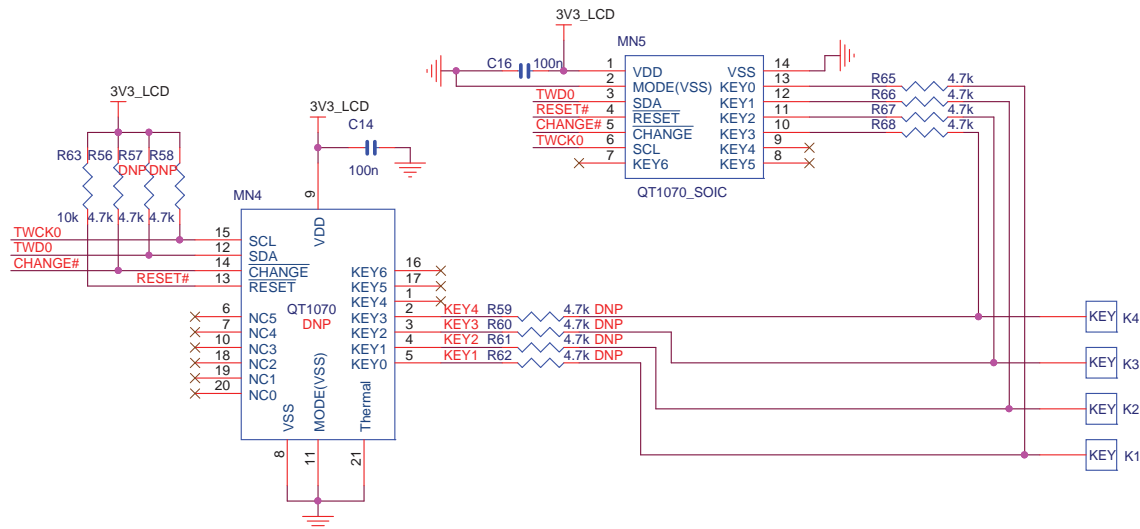 3V3_LCD
MN5
C16 100n
1 VDD VSS 14
2 MODE(VSS) KEY0 13 R65 4.7k
TWD0 3 SDA KEY1 12 R66 4.7k
RESET# 4 RESET KEY2 11 R67 4.7k
CHANGE# 5 CHANGE KEY3 10 R68 4.7k
TWCK0 6 SCL KEY4 9
7 KEY6 KEY5 8
QT1070_SOIC
3V3_LCD
3V3_LCD
C14
100n
R63 R56 R57 R58
DNP DNP
10k 4.7k 4.7k 4.7k
MN4
9
VDD
TWCK0 15 SCL
TWD0 12 SDA
CHANGE# 14 CHANGE
RESET# 13 RESET
KEY6 16
KEY5 17
KEY4 1
6 NC5
7 NC4
10 NC3
18 NC2
19 NC1
20 NC0
QT1070
DNP
KEY3 2 KEY4 R59 4.7k DNP
KEY2 3 KEY3 R60 4.7k DNP
KEY1 4 KEY2 R61 4.7k DNP
KEY0 5 KEY1 R62 4.7k DNP
VSS
MODE(VSS)
Thermal
8
11
21
KEY K4
KEY K3
KEY K2
KEY K1